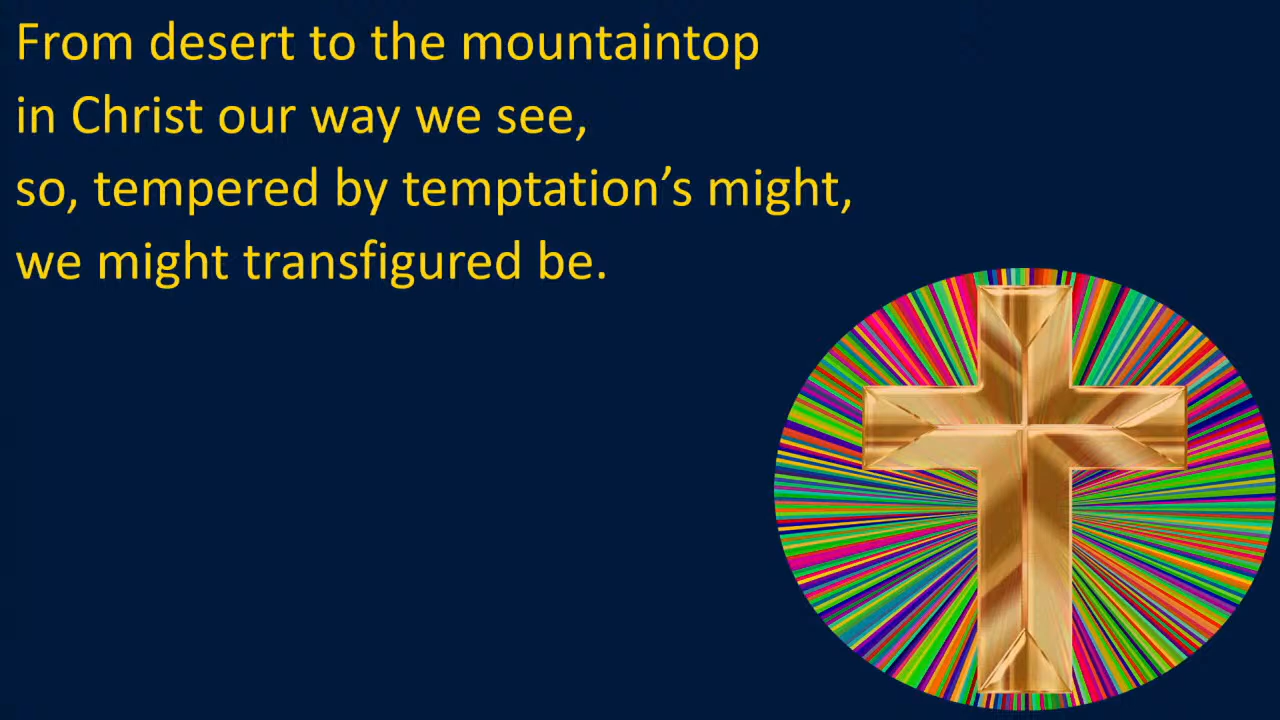 From desert to the mountaintop
in Christ our way we see,
so, tempered by temptation’s might,
we might transfigured be.